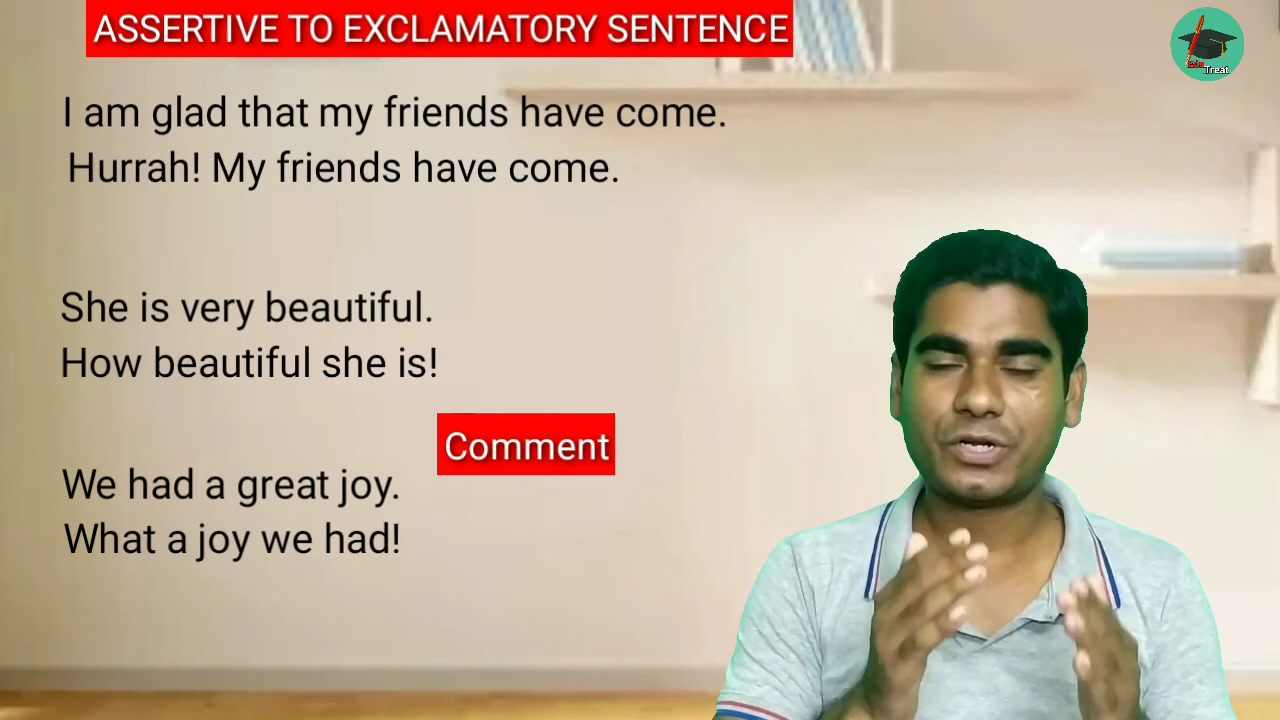 ASSERTIVE TO EXCLAMATORY SENTENCE
I am glad that my friends have come.
Hurrah! My friends have come.
She is very beautiful.
How beautiful she is!
Comment
We had a great joy.
What a joy we had!
Treat